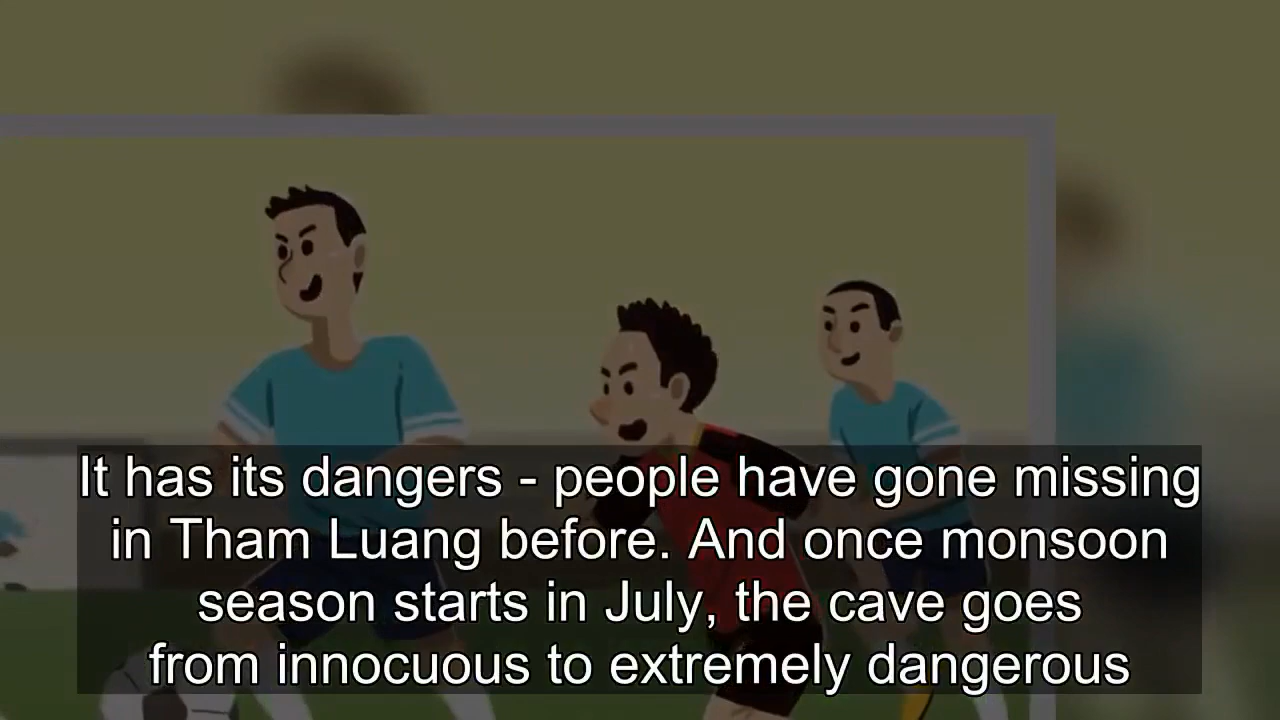 It has its dangers - people have gone missing
in Tham Luang before. And once monsoon
season starts in July, the cave goes
from innocuous to extremely dangerous